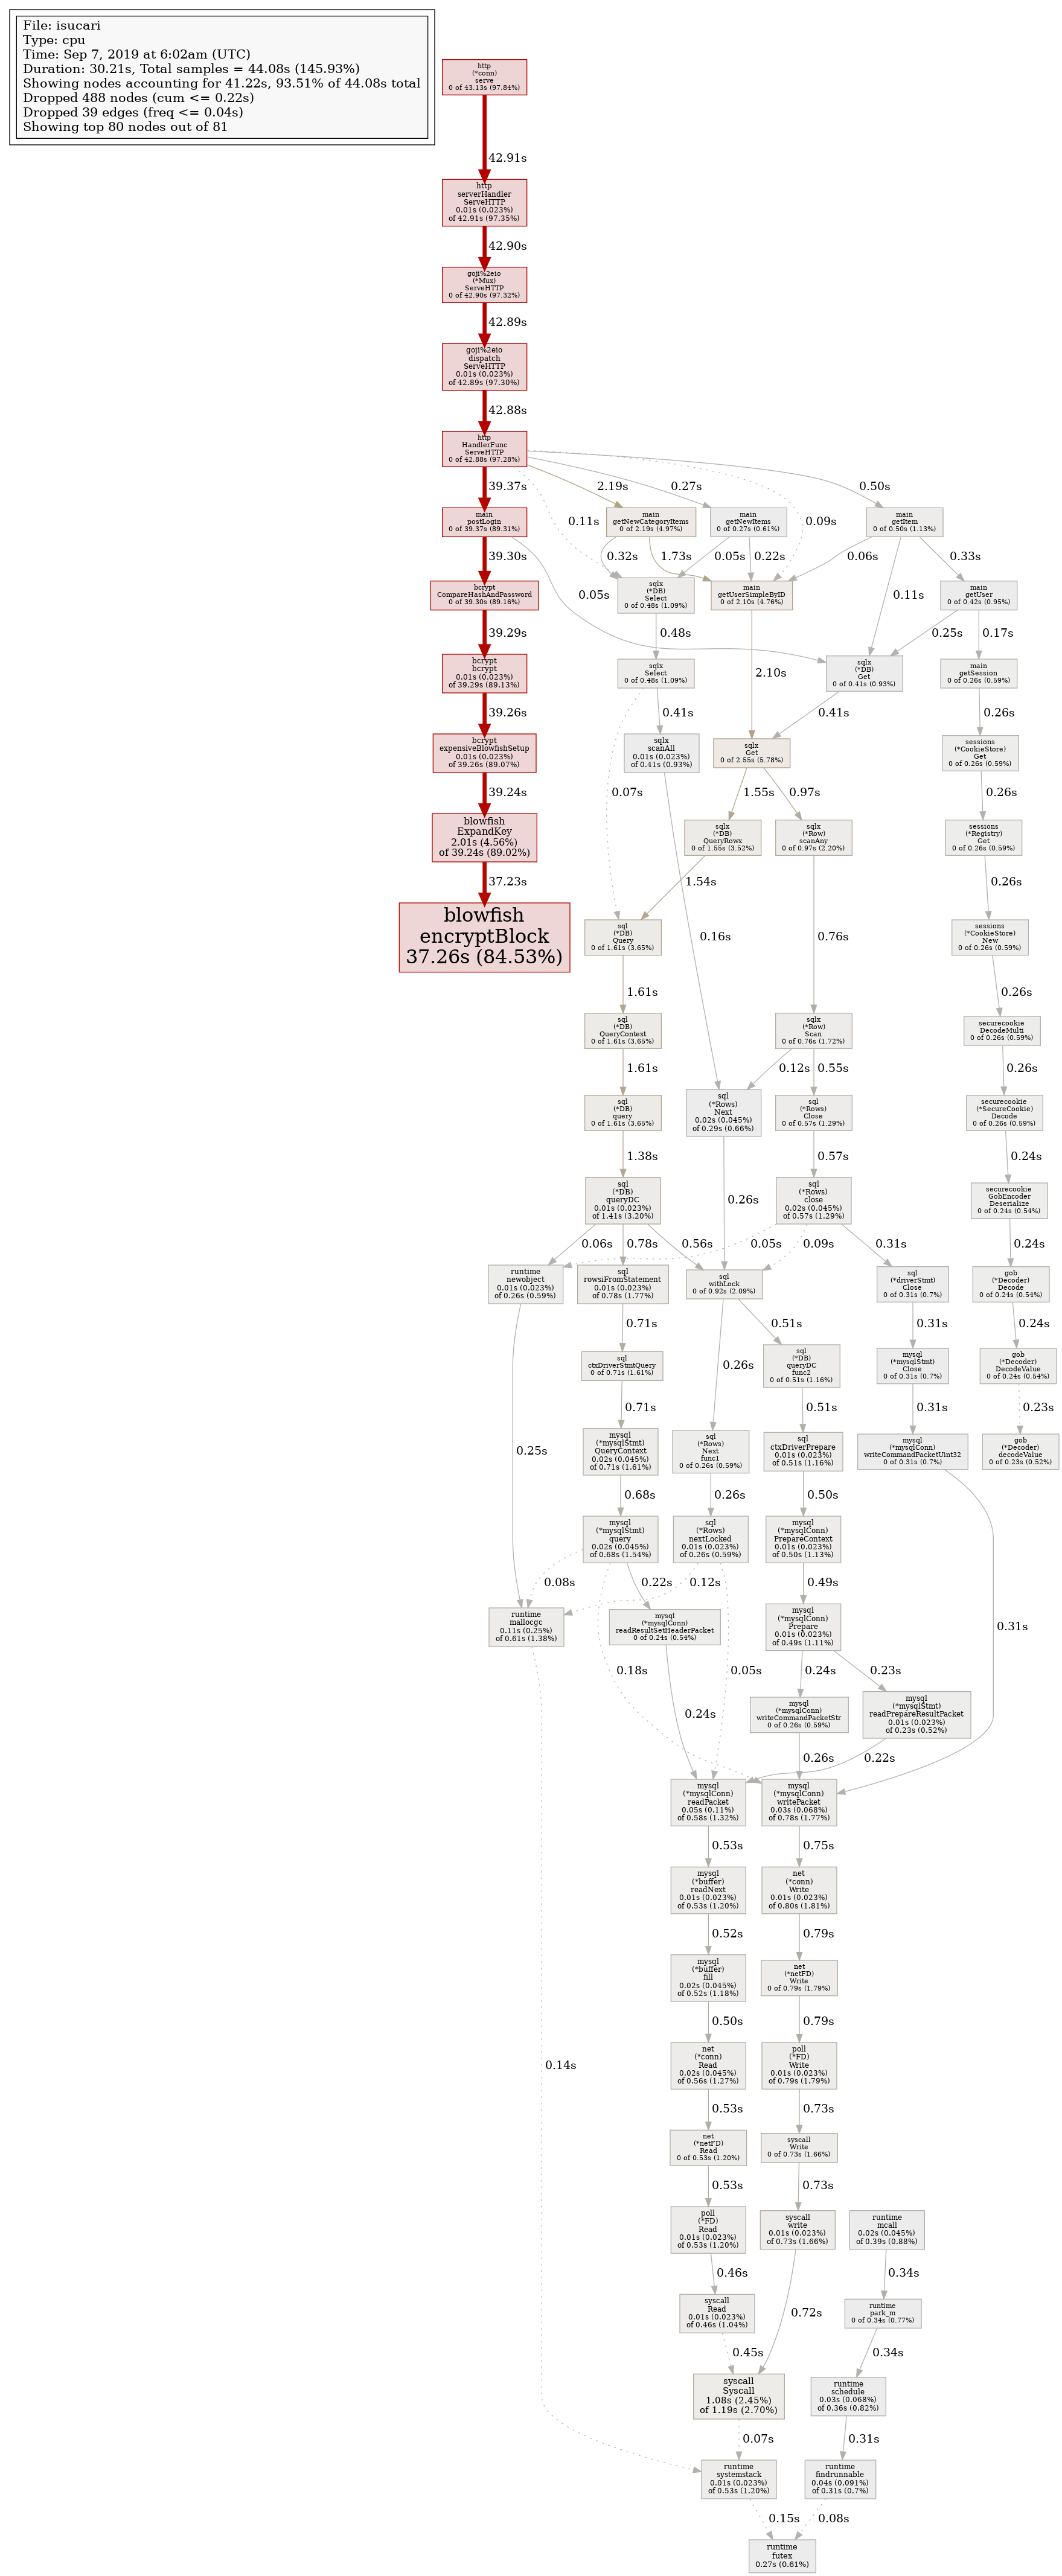 File: isucari
Type: cpu
Time: Sep 7, 2019 at 6:02am (UTC)
Duration: 30.21s, Total samples = 44.08s (145.93%)
Showing nodes accounting for 41.22s, 93.51% of 44.08s total
Dropped 488 nodes (cum <= 0.22s)
Dropped 39 edges (freq <= 0.04s)
Showing top 80 nodes out of 81
http
(*conn)
serve
0 of 43.13s (97.84%)
42.91s
http
serverHandler
ServeHTTP
0.01s (0.023%)
of 42.91s (97.35%)
42.90s
goji%2eio
(*Mux)
ServeHTTP
0 of 42.90s (97.32%)
42.89s
goji%2eio
dispatch
ServeHTTP
0.01s (0.023%)
of 42.89s (97.30%)
42.88s
http
HandlerFunc
ServeHTTP
0 of 42.88s (97.28%)
39.37s
0.11s
2.19s
0.27s
0.09s
0.50s
main
postLogin
0 of 39.37s (89.31%)
main
getNewCategoryItems
0 of 2.19s (4.97%)
main
getNewItems
0 of 0.27s (0.61%)
main
getItem
0 of 0.50s (1.13%)
39.30s
0.05s
0.32s
1.73s
0.05s
0.22s
0.06s
0.11s
0.33s
bcrypt
CompareHashAndPassword
0 of 39.30s (89.16%)
sqlx
(*DB)
Select
0 of 0.48s (1.09%)
main
getUserSimpleByID
0 of 2.10s (4.76%)
main
getUser
0 of 0.42s (0.95%)
39.29s
0.48s
2.10s
0.25s
0.17s
bcrypt
bcrypt
0.01s (0.023%)
of 39.29s (89.13%)
sqlx
Select
0 of 0.48s (1.09%)
sqlx
(*DB)
Get
0 of 0.41s (0.93%)
main
getSession
0 of 0.26s (0.59%)
39.26s
0.07s
0.41s
0.41s
0.26s
bcrypt
expensiveBlowfishSetup
0.01s (0.023%)
of 39.26s (89.07%)
sqlx
scanAll
0.01s (0.023%)
of 0.41s (0.93%)
sqlx
Get
0 of 2.55s (5.78%)
sessions
(*CookieStore)
Get
0 of 0.26s (0.59%)
39.24s
1.55s
0.97s
0.26s
blowfish
ExpandKey
2.01s (4.56%)
of 39.24s (89.02%)
sqlx
(*DB)
QueryRowx
0 of 1.55s (3.52%)
sqlx
(*Row)
scanAny
0 of 0.97s (2.20%)
sessions
(*Registry)
Get
0 of 0.26s (0.59%)
37.23s
1.54s
0.16s
0.76s
0.26s
blowfish
encryptBlock
37.26s (84.53%)
sql
(*DB)
Query
0 of 1.61s (3.65%)
sessions
(*CookieStore)
New
0 of 0.26s (0.59%)
1.61s
0.26s
sql
(*DB)
QueryContext
0 of 1.61s (3.65%)
sqlx
(*Row)
Scan
0 of 0.76s (1.72%)
securecookie
DecodeMulti
0 of 0.26s (0.59%)
1.61s
0.12s
0.55s
0.26s
sql
(*DB)
query
0 of 1.61s (3.65%)
sql
(*Rows)
Next
0.02s (0.045%)
of 0.29s (0.66%)
sql
(*Rows)
Close
0 of 0.57s (1.29%)
securecookie
(*SecureCookie)
Decode
0 of 0.26s (0.59%)
1.38s
0.26s
0.57s
0.24s
sql
(*DB)
queryDC
0.01s (0.023%)
of 1.41s (3.20%)
sql
(*Rows)
close
0.02s (0.045%)
of 0.57s (1.29%)
securecookie
GobEncoder
Deserialize
0 of 0.24s (0.54%)
0.06s
0.78s
0.56s
0.05s
0.09s
0.31s
0.24s
runtime
newobject
0.01s (0.023%)
of 0.26s (0.59%)
sql
rowsiFromStatement
0.01s (0.023%)
of 0.78s (1.77%)
sql
withLock
0 of 0.92s (2.09%)
sql
(*driverStmt)
Close
0 of 0.31s (0.7%)
gob
(*Decoder)
Decode
0 of 0.24s (0.54%)
0.25s
0.71s
0.26s
0.51s
0.31s
0.24s
sql
ctxDriverStmtQuery
0 of 0.71s (1.61%)
sql
(*DB)
queryDC
func2
0 of 0.51s (1.16%)
mysql
(*mysqlStmt)
Close
0 of 0.31s (0.7%)
gob
(*Decoder)
DecodeValue
0 of 0.24s (0.54%)
0.71s
0.51s
0.31s
0.23s
mysql
(*mysqlStmt)
QueryContext
0.02s (0.045%)
of 0.71s (1.61%)
sql
(*Rows)
Next
func1
0 of 0.26s (0.59%)
sql
ctxDriverPrepare
0.01s (0.023%)
of 0.51s (1.16%)
mysql
(*mysqlConn)
writeCommandPacketUint32
0 of 0.31s (0.7%)
gob
(*Decoder)
decodeValue
0 of 0.23s (0.52%)
0.68s
0.26s
0.50s
0.31s
mysql
(*mysqlStmt)
query
0.02s (0.045%)
of 0.68s (1.54%)
sql
(*Rows)
nextLocked
0.01s (0.023%)
of 0.26s (0.59%)
mysql
(*mysqlConn)
PrepareContext
0.01s (0.023%)
of 0.50s (1.13%)
0.08s
0.22s
0.12s
0.18s
0.05s
0.49s
runtime
mallocgc
0.11s (0.25%)
of 0.61s (1.38%)
mysql
(*mysqlConn)
readResultSetHeaderPacket
0 of 0.24s (0.54%)
mysql
(*mysqlConn)
Prepare
0.01s (0.023%)
of 0.49s (1.11%)
0.14s
0.24s
0.24s
0.23s
mysql
(*mysqlConn)
writeCommandPacketStr
0 of 0.26s (0.59%)
mysql
(*mysqlStmt)
readPrepareResultPacket
0.01s (0.023%)
of 0.23s (0.52%)
0.26s
0.22s
mysql
(*mysqlConn)
readPacket
0.05s (0.11%)
of 0.58s (1.32%)
mysql
(*mysqlConn)
writePacket
0.03s (0.068%)
of 0.78s (1.77%)
0.53s
0.75s
mysql
(*buffer)
readNext
0.01s (0.023%)
of 0.53s (1.20%)
net
(*conn)
Write
0.01s (0.023%)
of 0.80s (1.81%)
0.52s
0.79s
mysql
(*buffer)
fill
0.02s (0.045%)
of 0.52s (1.18%)
net
(*netFD)
Write
0 of 0.79s (1.79%)
0.50s
0.79s
net
(*conn)
Read
0.02s (0.045%)
of 0.56s (1.27%)
poll
(*FD)
Write
0.01s (0.023%)
of 0.79s (1.79%)
0.53s
0.73s
net
(*netFD)
Read
0 of 0.53s (1.20%)
syscall
Write
0 of 0.73s (1.66%)
0.53s
0.73s
poll
(*FD)
Read
0.01s (0.023%)
of 0.53s (1.20%)
syscall
write
0.01s (0.023%)
of 0.73s (1.66%)
runtime
mcall
0.02s (0.045%)
of 0.39s (0.88%)
0.46s
0.72s
0.34s
syscall
Read
0.01s (0.023%)
of 0.46s (1.04%)
runtime
park_m
0 of 0.34s (0.77%)
0.45s
0.34s
syscall
Syscall
1.08s (2.45%)
of 1.19s (2.70%)
runtime
schedule
0.03s (0.068%)
of 0.36s (0.82%)
0.07s
0.31s
runtime
systemstack
0.01s (0.023%)
of 0.53s (1.20%)
runtime
findrunnable
0.04s (0.091%)
of 0.31s (0.7%)
0.15s
0.08s
runtime
futex
0.27s (0.61%)